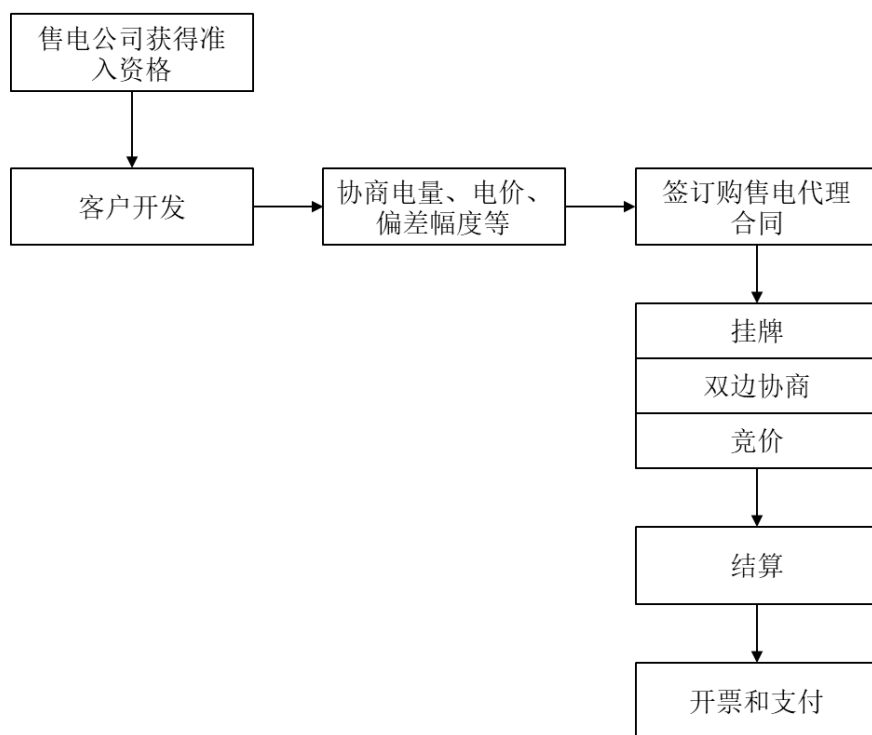 售电公司获得准
入资格
客户开发
协商电量、电价、
偏差幅度等
签订购售电代理
合同
挂牌
双边协商
竞价
结算
开票和支付